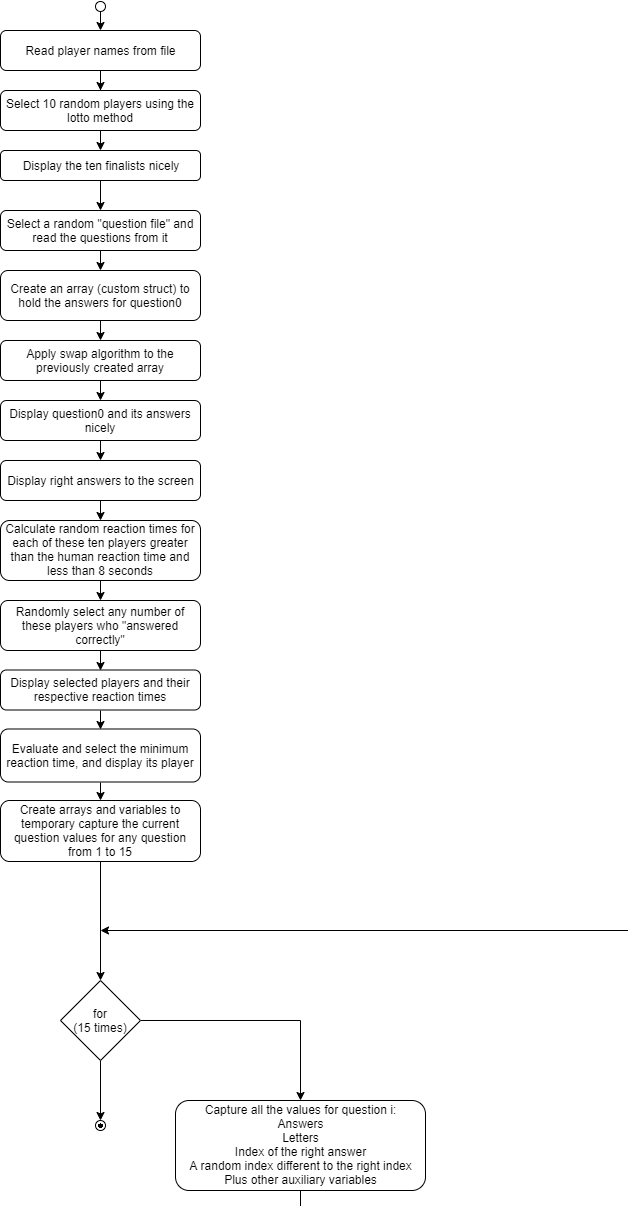 Read player names from file
Select 10 random players using the
lotto method
Display the ten finalists nicely
Select a random "question file" and
read the questions from it
Create an array (custom struct) to
hold the answers for question0
Apply swap algorithm to the
previously created array
Display question0 and its answers
nicely
Display right answers to the screen
Calculate random reaction times for
each of these ten players greater
than the human reaction time and
less than 8 seconds
Randomly select any number of
these players who "answered
correctly"
Display selected players and their
respective reaction times
Evaluate and select the minimum
reaction time, and display its player
Create arrays and variables to
temporary capture the current
question values for any question
from 1 to 15
for
(15 times)
Capture all the values for question i:
Answers
Letters
Index of the right answer
A random index different to the right index
Plus other auxiliary variables